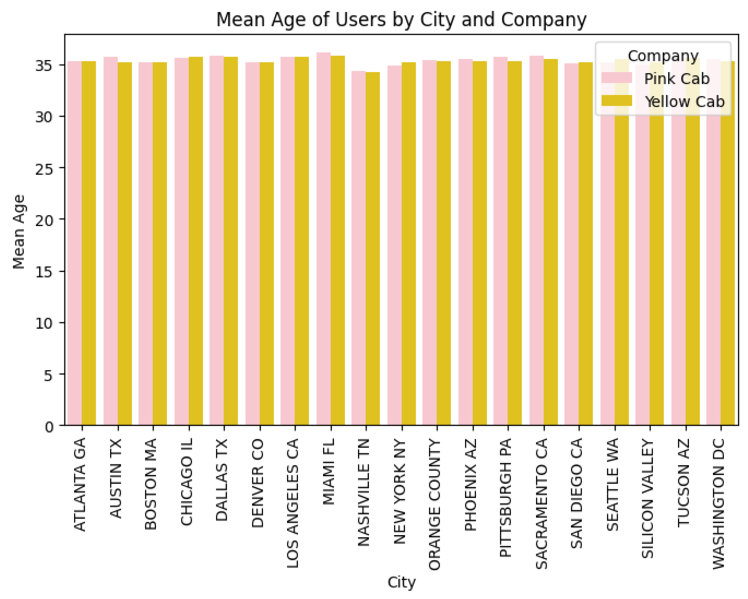 Mean Age of Users by City and Company
Company
Pink Cab
Yellow Cab
Mean Age
35
30
25
20
15
10
5
0
ATLANTA GA
AUSTIN TX
BOSTON MA
CHICAGO IL
DALLAS TX
DENVER CO
LOS ANGELES CA
MIAMI FL
NASHVILLE TN
NEW YORK NY
ORANGE COUNTY
PHOENIX AZ
PITTSBURGH PA
SACRAMENTO CA
SAN DIEGO CA
SEATTLE WA
SILICON VALLEY
TUCSON AZ
WASHINGTON DC
City